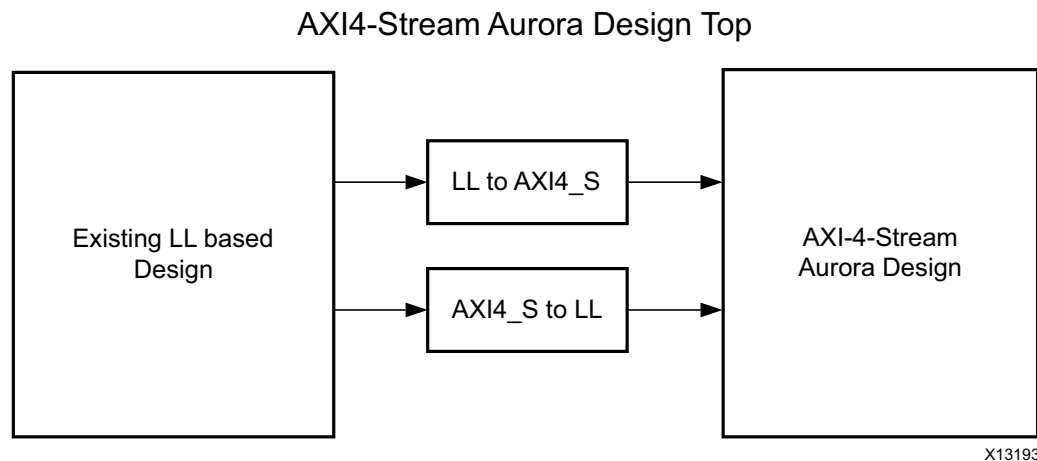 AXI4-Stream Aurora Design Top
Existing LL based
Design
LL to AXI4_S
AXI4_S to LL
AXI-4-Stream
Aurora Design
X13193